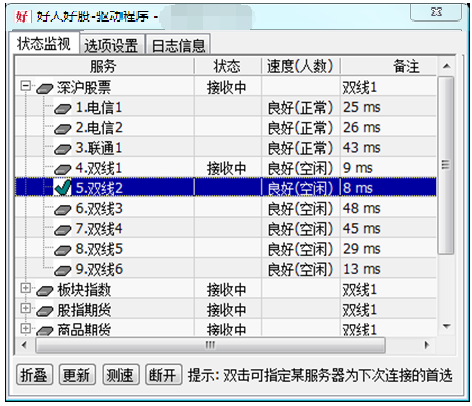 好 好人好股-驱动程序 -
状态监视 选项设置 日志信息
服务 状态 速度(人数) 备注
深沪股票 接收中 双线1
1.电信1 良好(正常) 25 ms
2.电信2 良好(正常) 26 ms
3.联通1 良好(正常) 43 ms
4.双线1 接收中 良好(空闲) 9 ms
5.双线2 良好(空闲) 8 ms
6.双线3 良好(空闲) 48 ms
7.双线4 良好(空闲) 45 ms
8.双线5 良好(空闲) 29 ms
9.双线6 良好(空闲) 13 ms
板块指数 接收中 双线1
股指期货 接收中 双线1
商品期货 接收中 双线1
折叠 更新 测速 断开 提示: 双击可指定某服务器为下次连接的首选